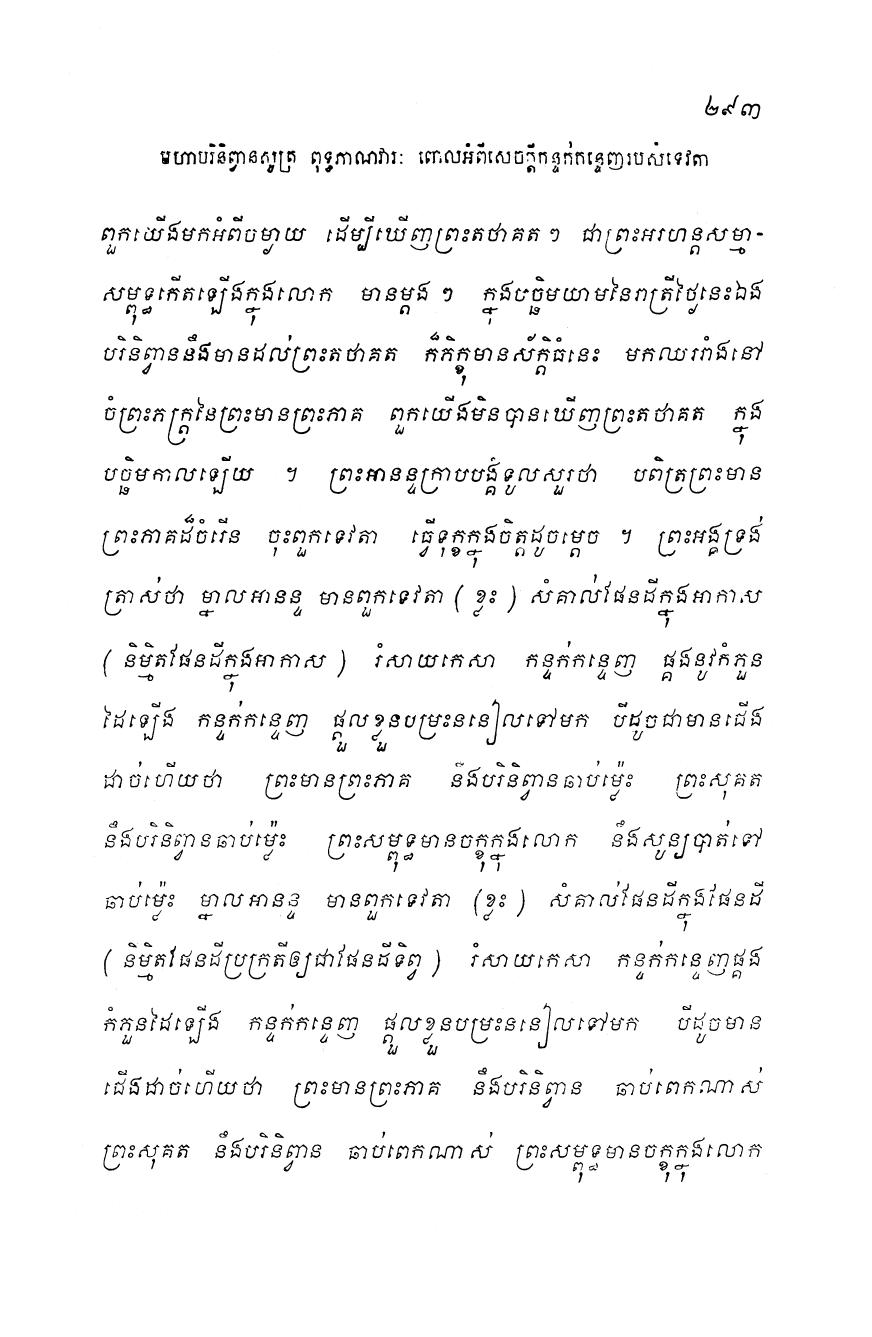 ២៩៣
មហាបរិនិព្វានសូត្រ ពុទ្ធភាណវារៈ ពោលអំពីសេចក្តីកន្ទក់កន្ទេញរបស់ទេវតា
ពួកយើងមកអំពីចម្ងាយ ដើម្បីឃើញព្រះតថាគត ៗ ជាព្រះអរហន្តសម្មា-
សម្ពុទ្ធកើតឡើងក្នុងលោក មានម្តង ៗ ក្នុងបច្ឆិមយាមនៃរាត្រីថ្ងៃនេះឯង
បរិនិព្វាននឹងមានដល់ព្រះតថាគត ក៏ភិក្ខុមានស័ក្តិធំនេះ មកឈររាំងនៅ
ចំព្រះភក្ត្រនៃព្រះមានព្រះភាគ ពួកយើងមិនបានឃើញព្រះតថាគត ក្នុង
បច្ឆិមកាលឡើយ ។ ព្រះអានន្ទក្រាបបង្គំទូលសួរថា បពិត្រព្រះមាន
ព្រះភាគដ៏ចំរើន ចុះពួកទេវតា ធ្វើទុក្ខក្នុងចិត្តដូចម្តេច ។ ព្រះអង្គទ្រង់
ត្រាស់ថា ម្នាលអានន្ទ មានពួកទេវតា ( ខ្លះ ) សំគាល់ផែនដីក្នុងអាកាស
( និម្មិតផែនដីក្នុងអាកាស ) រំសាយកេសា កន្ទក់កន្ទេញ ផ្គងនូវកំភួន
ដៃឡើង កន្ទក់កន្ទេញ ផ្តួលខ្លួនបម្រះននៀលទៅមក បីដូចជាមានជើង
ដាច់ហើយថា ព្រះមានព្រះភាគ នឹងបរិនិព្វានឆាប់ម៉្លេះ ព្រះសុគត
នឹងបរិនិព្វានឆាប់ម៉្លេះ ព្រះសម្ពុទ្ធមានចក្ខុក្នុងលោក នឹងសូន្យបាត់ទៅ
ឆាប់ម៉្លេះ ម្នាលអានន្ទ មានពួកទេវតា (ខ្លះ ) សំគាល់ផែនដីក្នុងផែនដី
( និម្មិតផែនដីប្រក្រតីឲ្យជាផែនដីទិព្វ ) រំសាយកេសា កន្ទក់កន្ទេញផ្គង
កំភួនដៃឡើង កន្ទក់កន្ទេញ ផ្តួលខ្លួនបម្រះននៀលទៅមក បីដូចមាន
ជើងដាច់ហើយថា ព្រះមានព្រះភាគ នឹងបរិនិព្វាន ឆាប់ពេកណាស់
ព្រះសុគត នឹងបរិនិព្វាន ឆាប់ពេកណាស់ ព្រះសម្ពុទ្ធមានចក្ខុក្នុងលោក